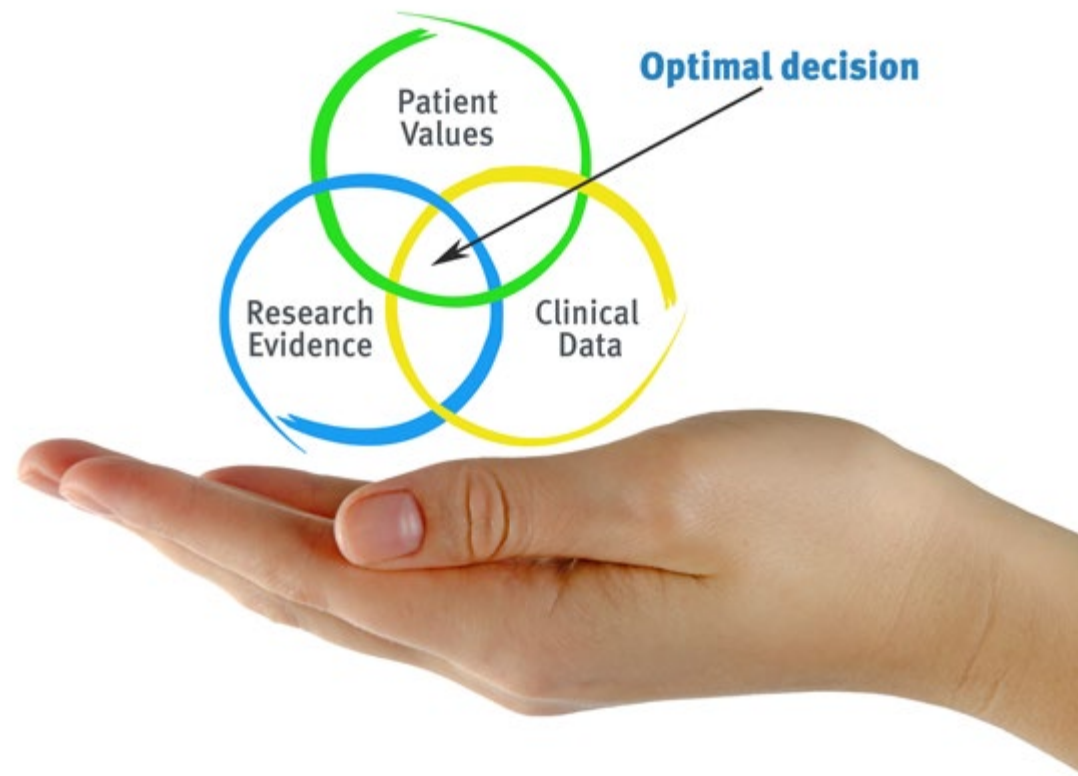 Optimal decision
Patient
Values
Research
Evidence
Clinical
Data